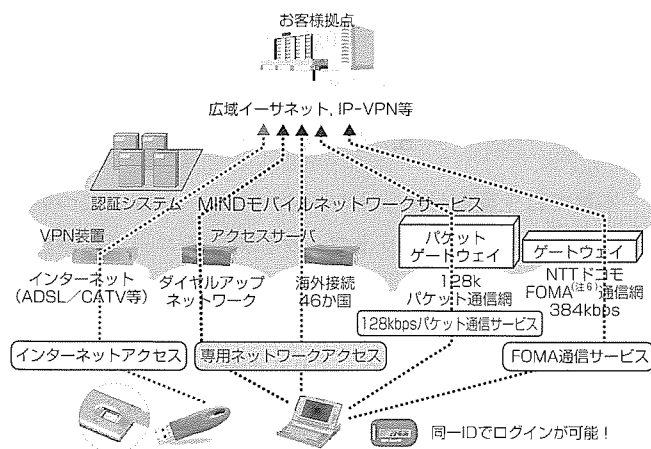 お客様拠点
広域イーサネット, IP-VPN等
認証システム
MINDモバイルネットワークサービス
VPN装置
アクセスサーバ
パケット
ゲートウェイ
ゲートウェイ
インターネット
(ADSL/CATV等)
ダイヤルアップ
ネットワーク
海外接続
46か国
128k
パケット通信網
NTTドコモ
FOMA(注6)通信網
384kbps
128kbpsパケット通信サービス
インターネットアクセス
専用ネットワークアクセス
FOMA通信サービス
同一IDでログインが可能!